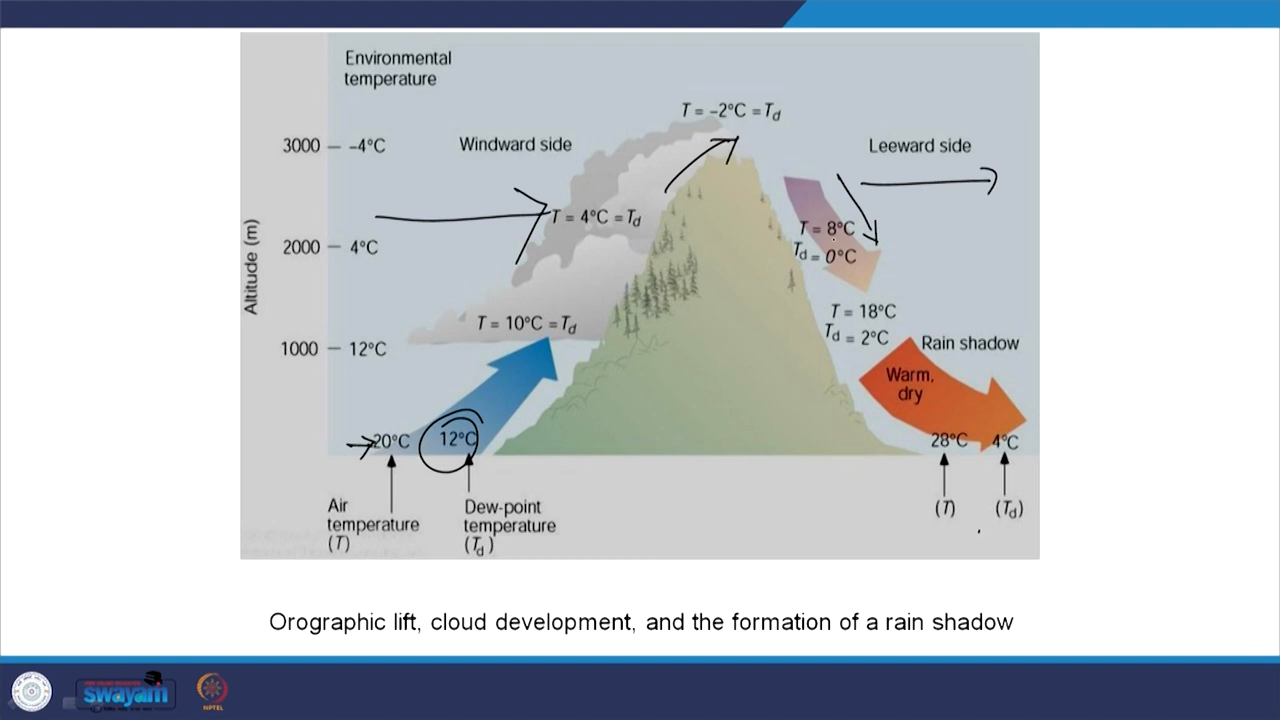 Environmental
temperature
T = –2°C = Td
3000 — –4°C
Windward side
Leeward side
T = 4°C = Td
T = 8°C
Td = 0°C
2000 — 4°C
Altitude (m)
T = 10°C = Td
T = 18°C
Td = 2°C
Rain shadow
1000 — 12°C
Warm,
dry
20°C
12°C
28°C
4°C
Air
temperature
(T)
Dew-point
temperature
(Td)
(T)
(Td)
Orographic lift, cloud development, and the formation of a rain shadow
swayam
NPTEL